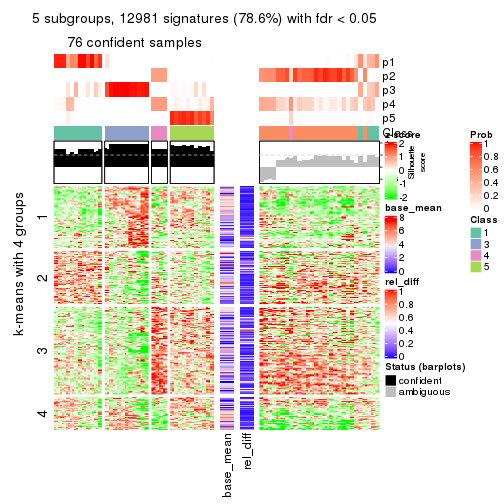 5 subgroups, 12981 signatures (78.6%) with fdr < 0.05
76 confident samples
p1
p2
p3
p4
p5
Class
Silhouette
score
k-means with 4 groups
1
2
3
4
base_mean
rel_diff
z-score
2
1
0
-1
-2
base_mean
8
6
4
2
0
rel_diff
1
0.8
0.6
0.4
0.2
0
Status (barplots)
confident
ambiguous
Prob
1
0.8
0.6
0.4
0.2
0
Class
1
3
4
5